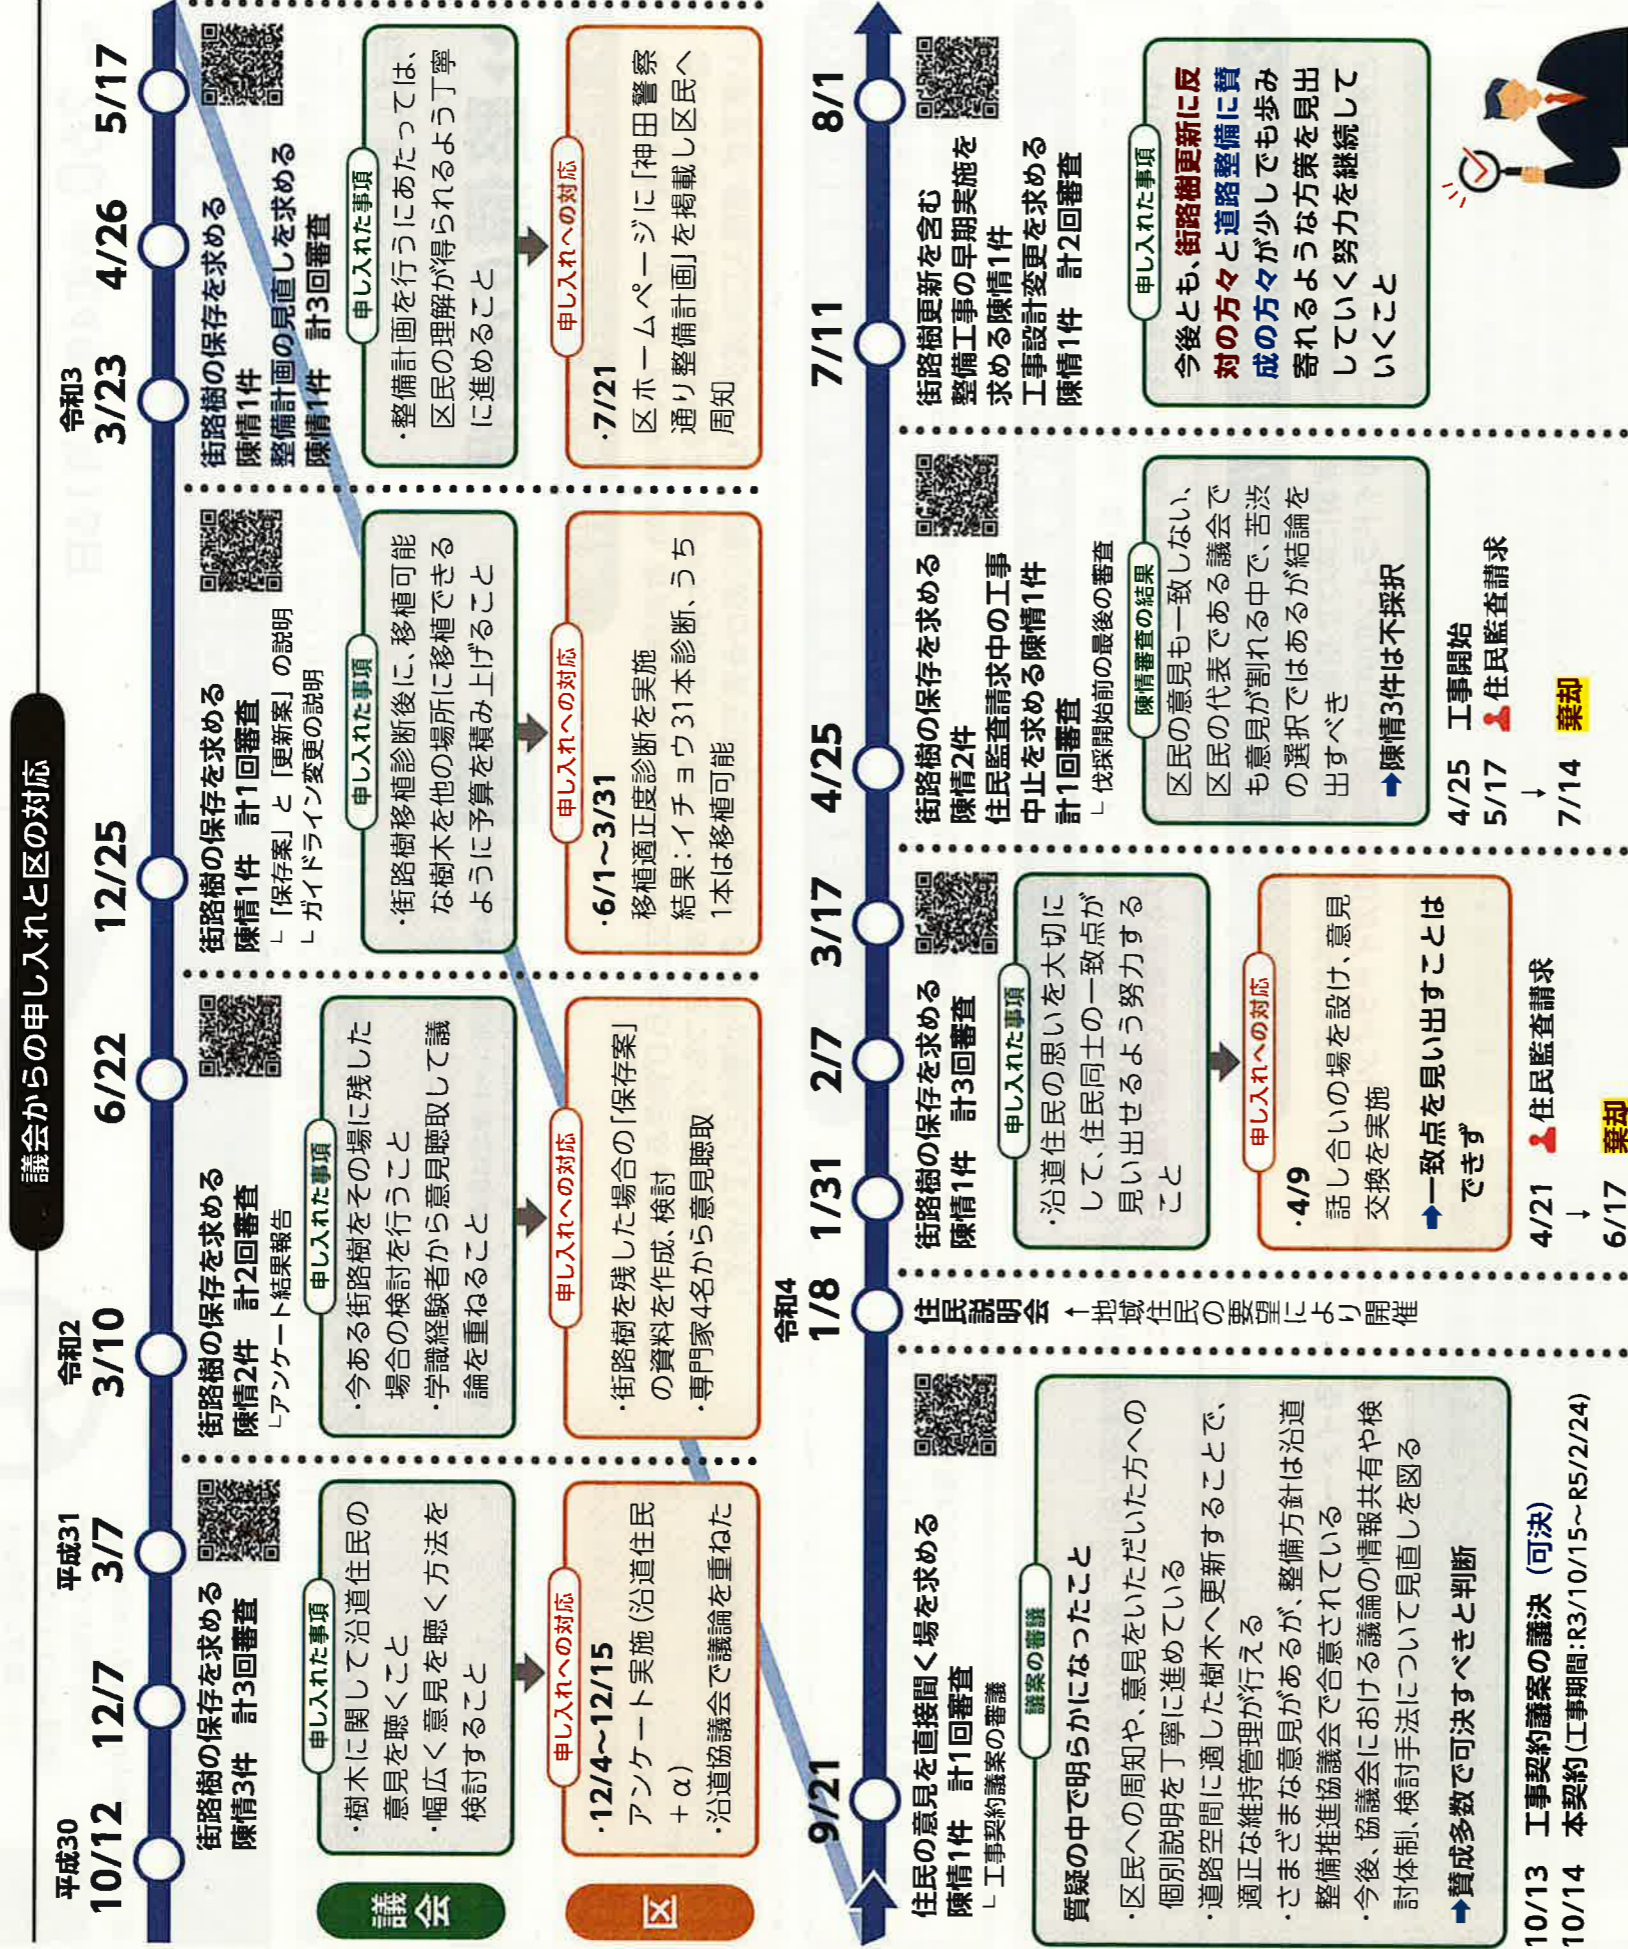 議会からの申し入れと区の対応
平成30
10/12
12/7
平成31
3/7
街路樹の保存を求める
陳情3件　計3回審査
議会
申し入れた事項
・樹木に関して沿道住民の
意見を聴くこと
・幅広く意見を聴く方法を
検討すること
区
申し入れへの対応
・12/4～12/15
アンケート実施（沿道住民
＋α）
・沿道協議会で議論を重ねた
令和2
3/10
6/22
街路樹の保存を求める
陳情2件　計2回審査
└アンケート結果報告
申し入れた事項
・今ある街路樹をその場に残した
場合の検討を行うこと
・学識経験者から意見聴取して議
論を重ねること
申し入れへの対応
・街路樹を残した場合の「保存案」
の資料を作成、検討
・専門家4名から意見聴取
12/25
街路樹の保存を求める
陳情1件　計1回審査
└「保存案」と「更新案」の説明
└ガイドライン変更の説明
申し入れた事項
・街路樹移植診断後に、移植可能
な樹木を他の場所に移植できる
ように予算を積み上げること
申し入れへの対応
・6/1～3/31
移植適正度診断を実施
結果：イチョウ31本診断、うち
1本は移植可能
令和3
3/23
4/26
5/17
街路樹の保存を求める
陳情1件
整備計画の見直しを求める
陳情1件　計3回審査
申し入れた事項
・整備計画を行うにあたっては、
区民の理解が得られるよう丁寧
に進めること
申し入れへの対応
・7/21
区ホームページに「神田警察
通り整備計画」を掲載し区民へ
周知
9/21
住民の意見を直接聞く場を求める
陳情1件　計1回審査
└工事契約議案の審議
議案の審議
質疑の中で明らかになったこと
・区民への周知や、意見をいただいた方への
個別説明を丁寧に進めている
・道路空間に適した樹木へ更新することで、
適正な維持管理が行える
・さまざまな意見があるが、整備方針は沿道
整備推進協議会で合意されている
・今後、協議会における議論の情報共有や検
討体制、検討手法について見直しを図る
➡賛成多数で可決すべきと判断
10/13　工事契約議案の議決（可決）
10/14　本契約（工事期間：R3/10/15～R5/2/24）
令和4
1/8
住民説明会
←地域住民の要望により開催
1/31
2/7
3/17
街路樹の保存を求める
陳情1件　計3回審査
申し入れた事項
・沿道住民の思いを大切に
して、住民同士の一致点が
見い出せるよう努力する
こと
申し入れへの対応
・4/9
話し合いの場を設け、意見
交換を実施
➡一致点を見い出すことは
できず
4/21　住民監査請求
↓
6/17　棄却
4/25
街路樹の保存を求める
陳情2件
住民監査請求中の工事
中止を求める陳情1件
計1回審査
└伐採開始前の最後の審査
陳情審査の結果
区民の意見も一致しない、
区民の代表である議会で
も意見が割れる中で、苦渋
の選択ではあるが結論を
出すべき
➡陳情3件は不採択
4/25　工事開始
5/17　住民監査請求
↓
7/14　棄却
7/11
8/1
街路樹更新を含む
整備工事の早期実施を
求める陳情1件
工事設計変更を求める
陳情1件　計2回審査
申し入れた事項
今後とも、街路樹更新に反
対の方々と道路整備に賛
成の方々が少しでも歩み
寄れるような方策を見出
していく努力を継続して
いくこと